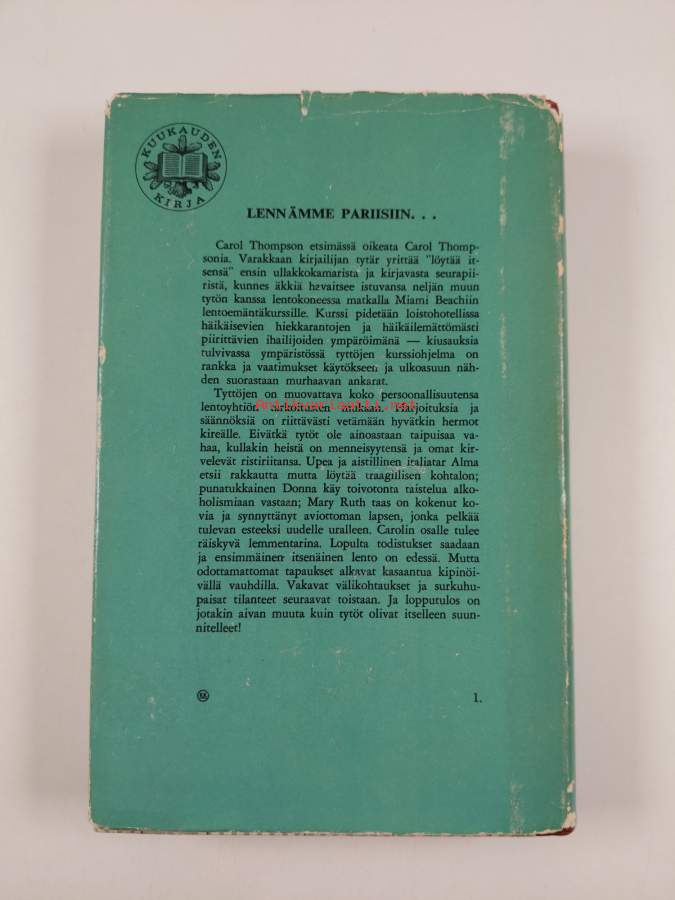 KUUKAUDEN
KIRJA
LENNÄMME PARIISIIN. . .
Carol Thompson etsimässä oikeata Carol Thomp-
sonia. Varakkaan kirjailijan tytär yrittää "löytää it-
sensä" ensin ullakkokamarista ja kirjavasta seurapii-
ristä, kunnes äkkiä havaitsee istuvansa neljän muun
tytön kanssa lentokoneessa matkalla Miami Beachiin
lentoemäntäkurssille. Kurssi pidetään loistohotellissa
häikäisevien hiekkarantojen ja häikäilemättömästi
piirittävien ihailijoiden ympäröimänä — kiusauksia
tulvivassa ympäristössä tyttöjen kurssiohjelma on
rankka ja vaatimukset käytökseen ja ulkoasuun näh-
den suorastaan murhaavan ankarat.
Tyttöjen on muovattava koko persoonallisuutensa
lentoyhtiön tarkoitusten mukaan. Harjoituksia ja
Antikvariaatti.net
säännöksiä on riittävästi vetämään hyvätkin hermot
kireälle. Eivätkä tytöt ole ainoastaan taipuisaa va-
haa, kullakin heistä on menneisyytensä ja omat kir-
velevät ristiriitansa. Upea ja aistillinen italiatar Alma
etsii rakkautta mutta löytää traagillisen kohtalon;
punatukkainen Donna käy toivotonta taistelua alko-
holismiaan vastaan; Mary Ruth taas on kokenut ko-
via ja synnyttänyt aviottoman lapsen, jonka pelkää
tulevan esteeksi uudelle uralleen. Carolin osalle tulee
räiskyvä lemmentarina. Lopulta todistukset saadaan
ja ensimmäinen itsenäinen lento on edessä. Mutta
odottamattomat tapaukset alkavat kasaantua kipinöi-
vällä vauhdilla. Vakavat välikohtaukset ja surkuhu-
paisat tilanteet seuraavat toistaan. Ja lopputulos on
jotakin aivan muuta kuin tytöt olivat itselleen suun-
nitelleet!
1.